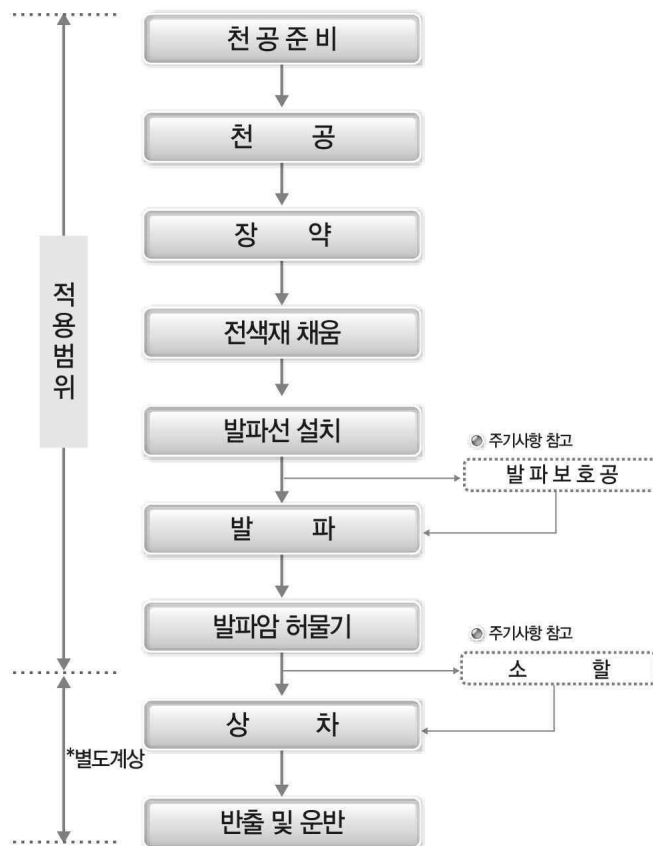 천공준비
천 공
장 약
전색재 채움
적용범위
발파선 설치
주기사항 참고
발파보호공
발 파
발파암 허물기
주기사항 참고
소 할
상 차
*별도계상
반출 및 운반